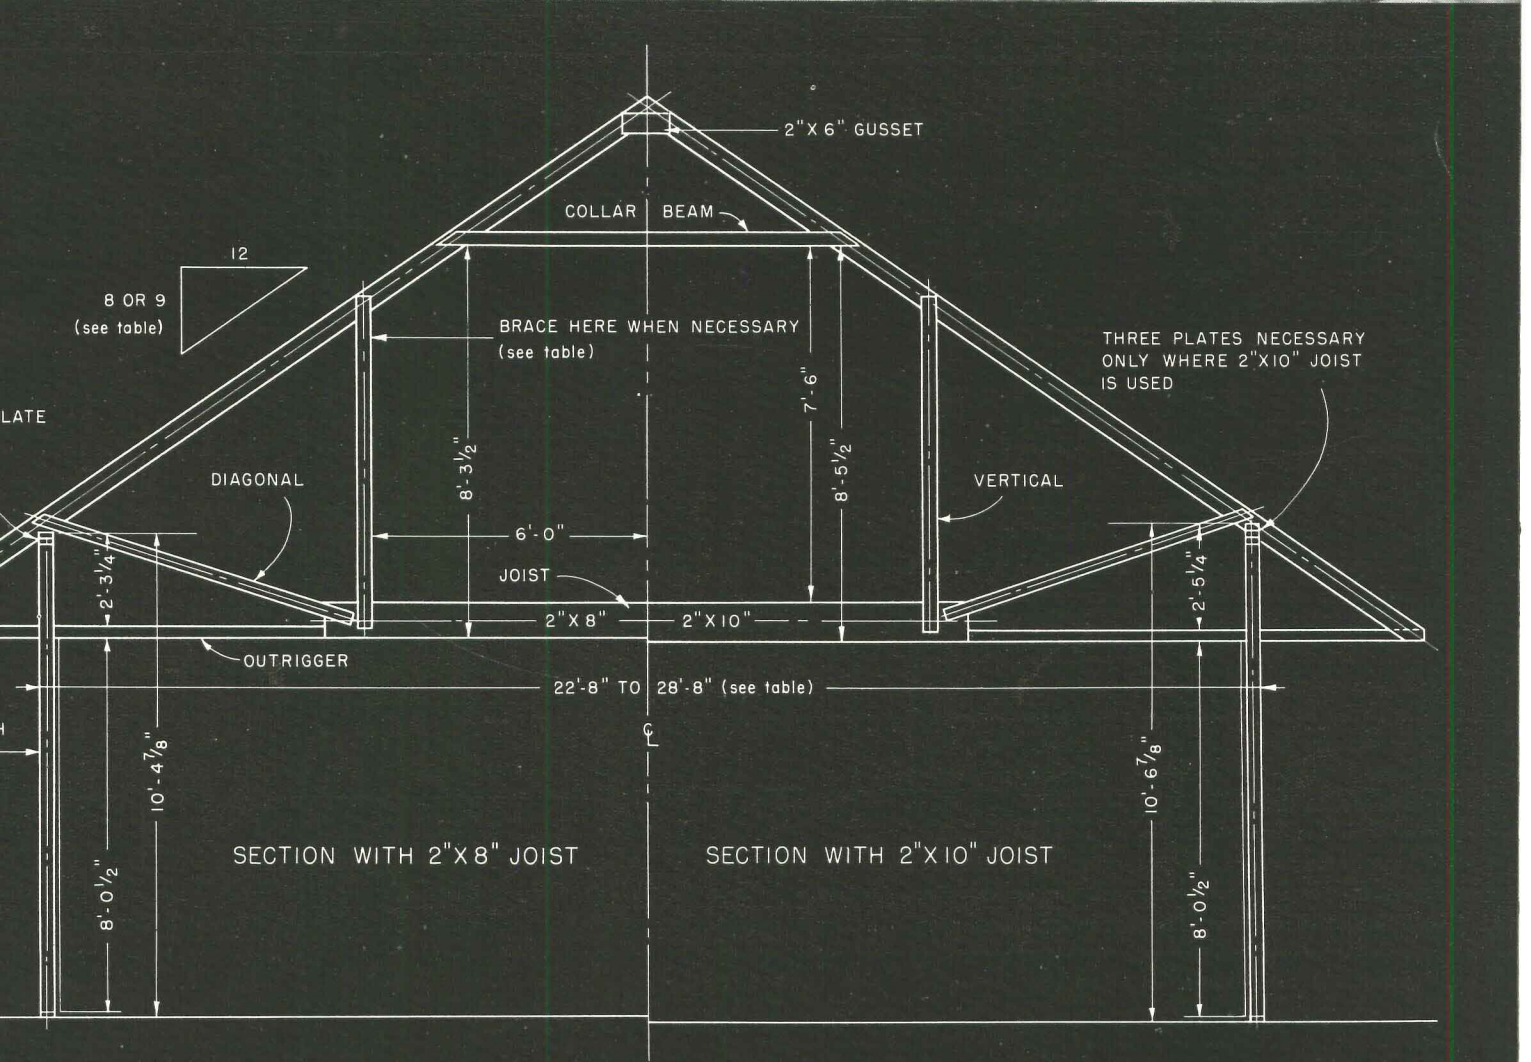 2"X 6" GUSSET
COLLAR BEAM
12
8 OR 9
(see table)
BRACE HERE WHEN NECESSARY
(see table)
THREE PLATES NECESSARY
ONLY WHERE 2"X10" JOIST
IS USED
LATE
7'-6"
8'-3 1/2"
8'-5 1/2"
DIAGONAL
VERTICAL
6'-0"
JOIST
2'-3 1/4"
2'-5 1/4"
2"X 8"
2"X10"
OUTRIGGER
22'-8" TO 28'-8" (see table)
H
℄
10'-4 7/8"
10'-6 7/8"
SECTION WITH 2"X 8" JOIST
SECTION WITH 2"X10" JOIST
8'-0 1/2"
8'-0 1/2"